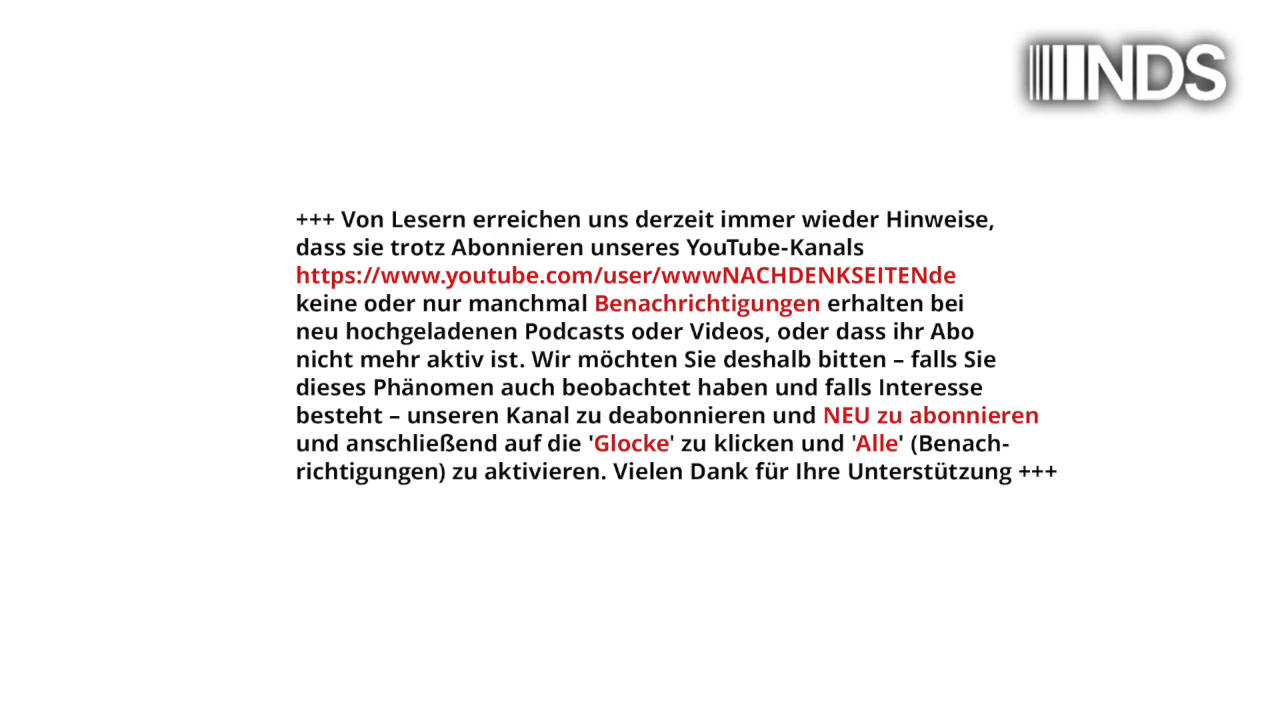 NDS
+++ Von Lesern erreichen uns derzeit immer wieder Hinweise,
dass sie trotz Abonnieren unseres YouTube-Kanals
https://www.youtube.com/user/wwwNACHDENKSEITENde
keine oder nur manchmal Benachrichtigungen erhalten bei
neu hochgeladenen Podcasts oder Videos, oder dass ihr Abo
nicht mehr aktiv ist. Wir möchten Sie deshalb bitten – falls Sie
dieses Phänomen auch beobachtet haben und falls Interesse
besteht – unseren Kanal zu deabonnieren und NEU zu abonnieren
und anschließend auf die 'Glocke' zu klicken und 'Alle' (Benach-
richtigungen) zu aktivieren. Vielen Dank für Ihre Unterstützung +++